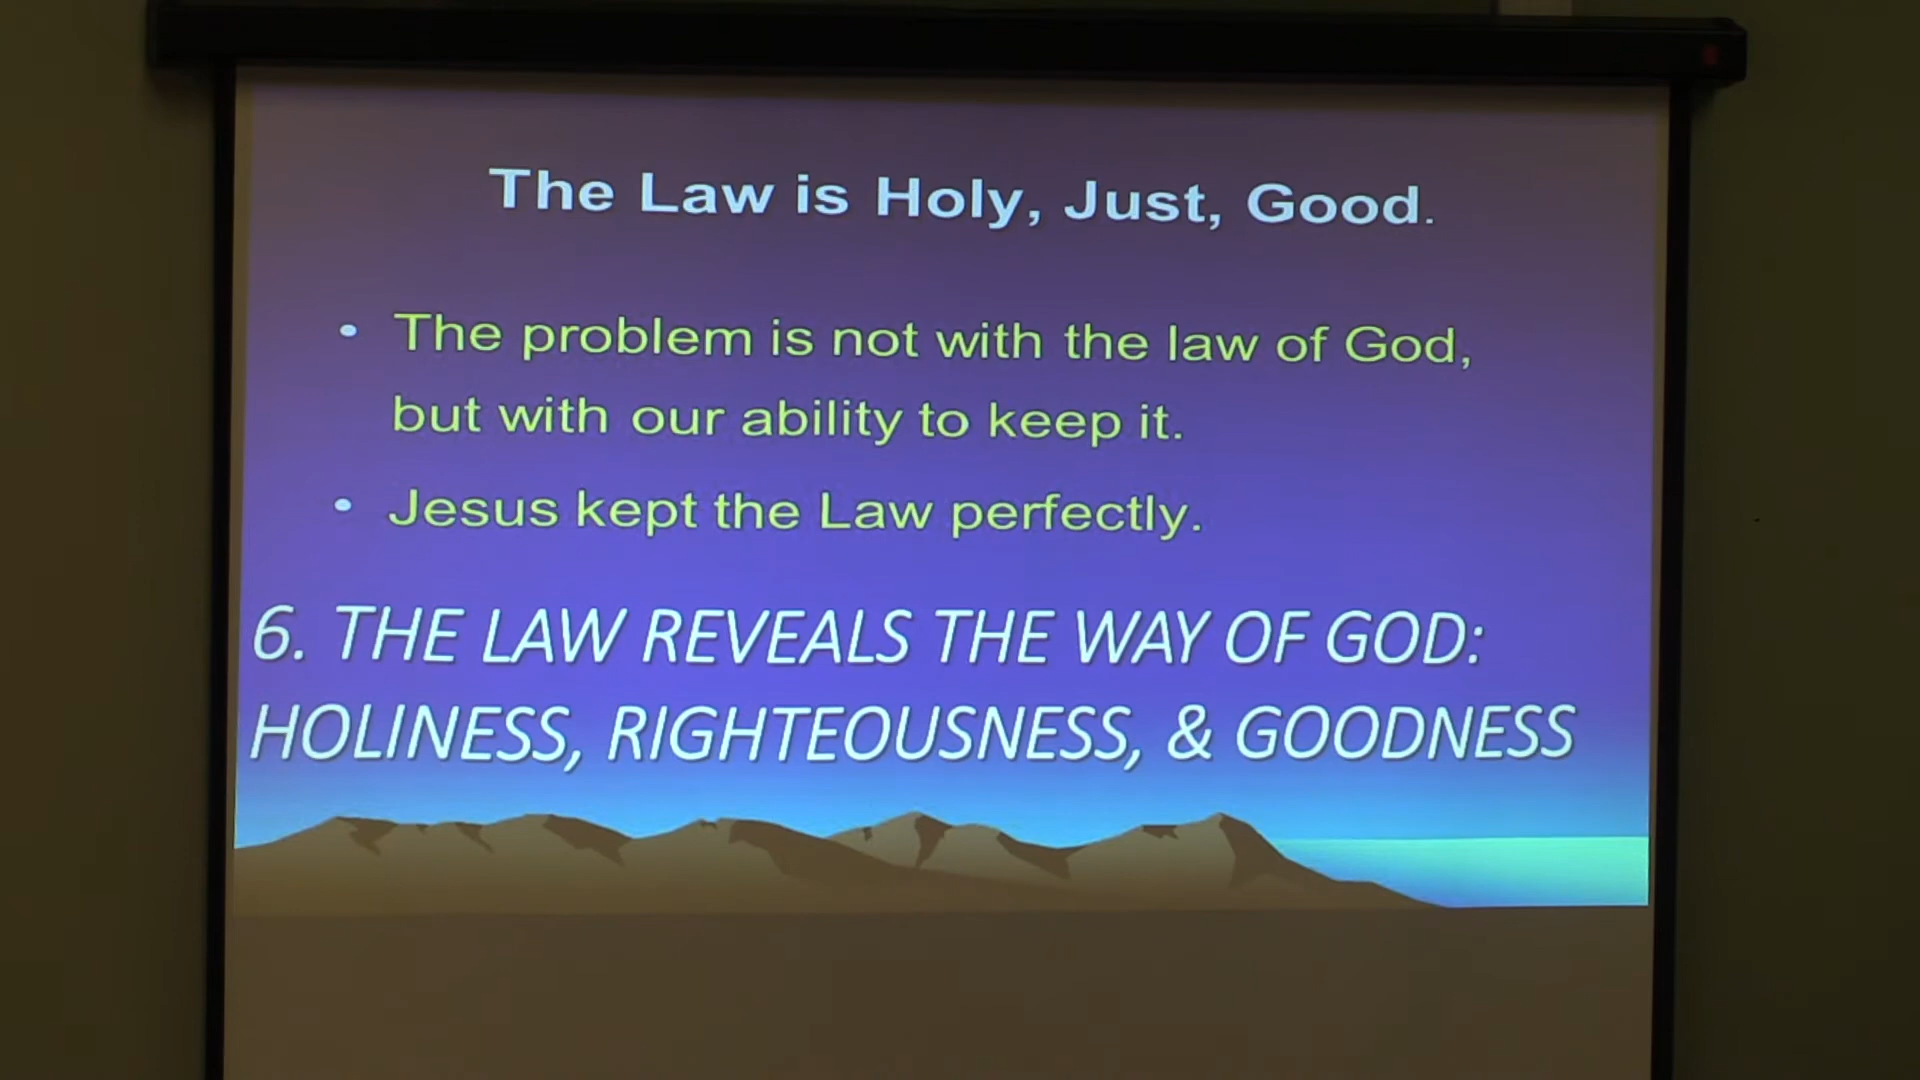 The Law is Holy, Just, Good.
• The problem is not with the law of God,
but with our ability to keep it.
• Jesus kept the Law perfectly.
6. THE LAW REVEALS THE WAY OF GOD:
HOLINESS, RIGHTEOUSNESS, & GOODNESS